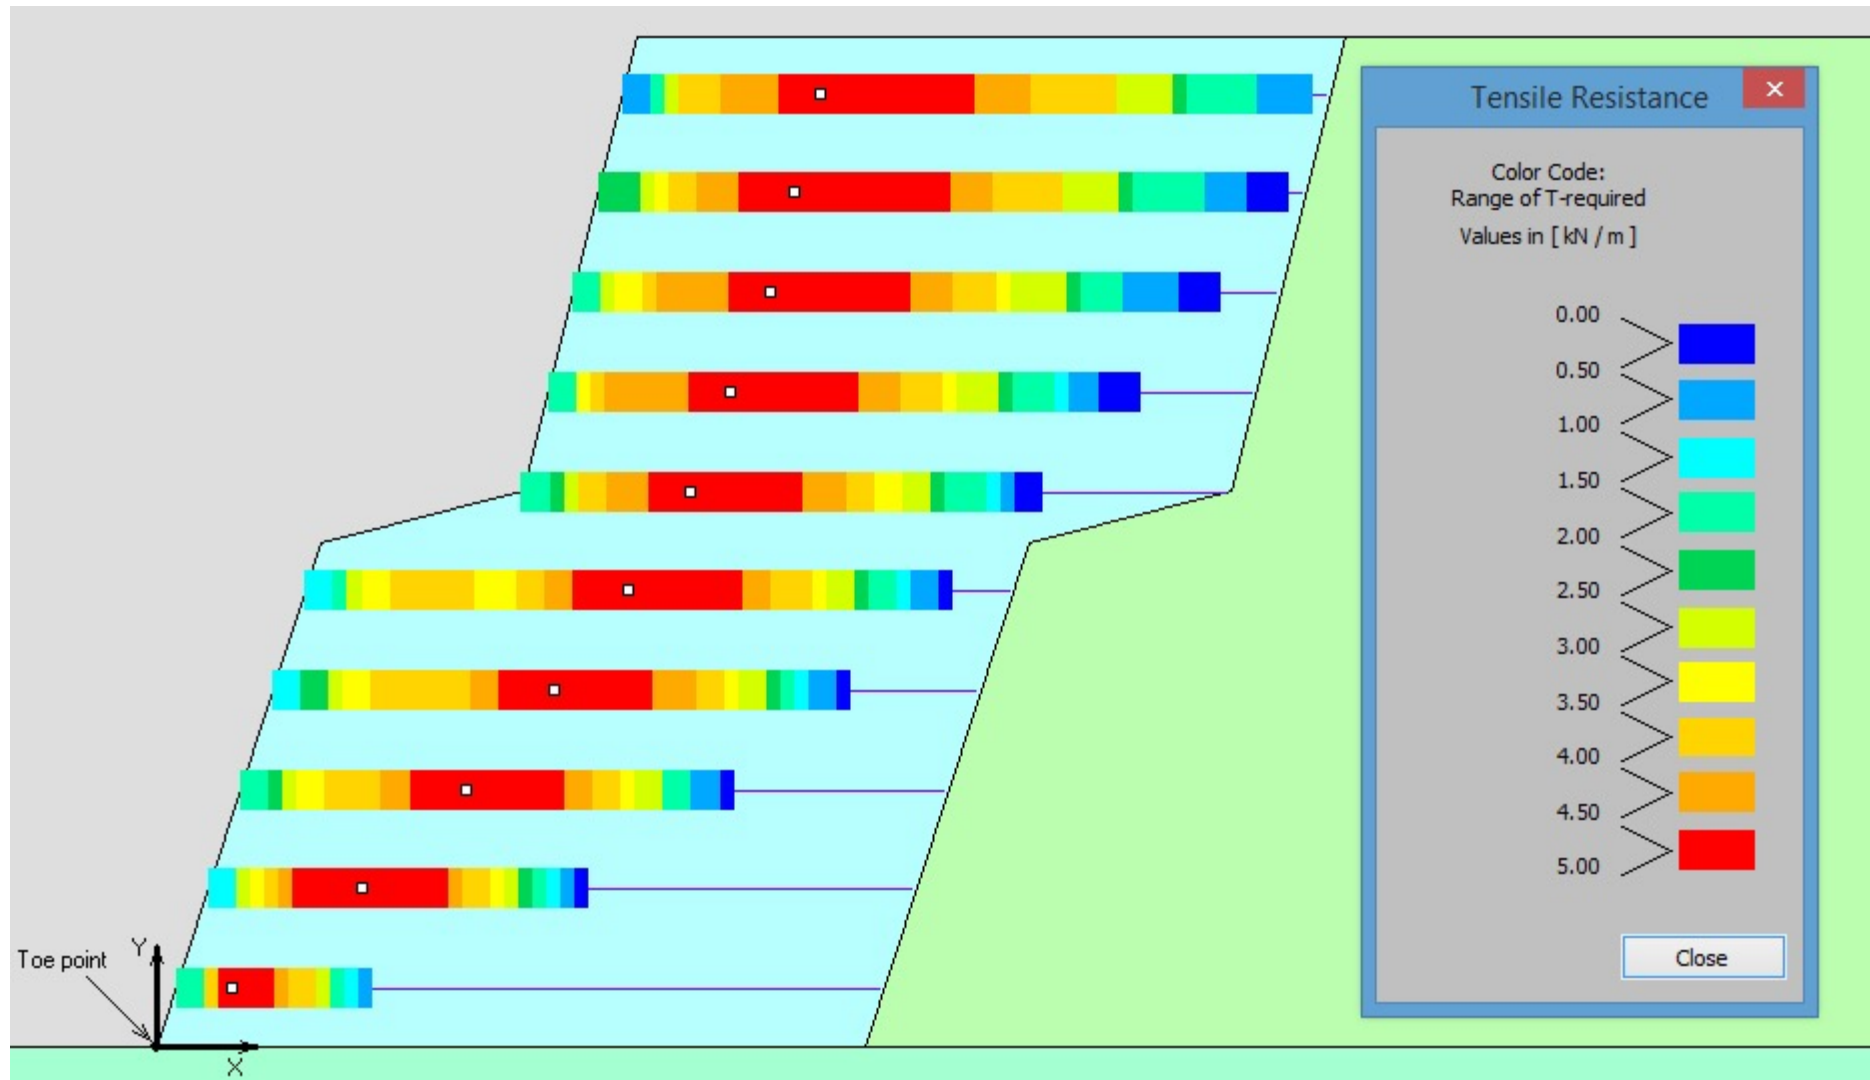 Tensile Resistance
Color Code:
Range of T-required
Values in [ kN / m ]
0.00
0.50
1.00
1.50
2.00
2.50
3.00
3.50
4.00
4.50
5.00
Close
Toe point
Y
X